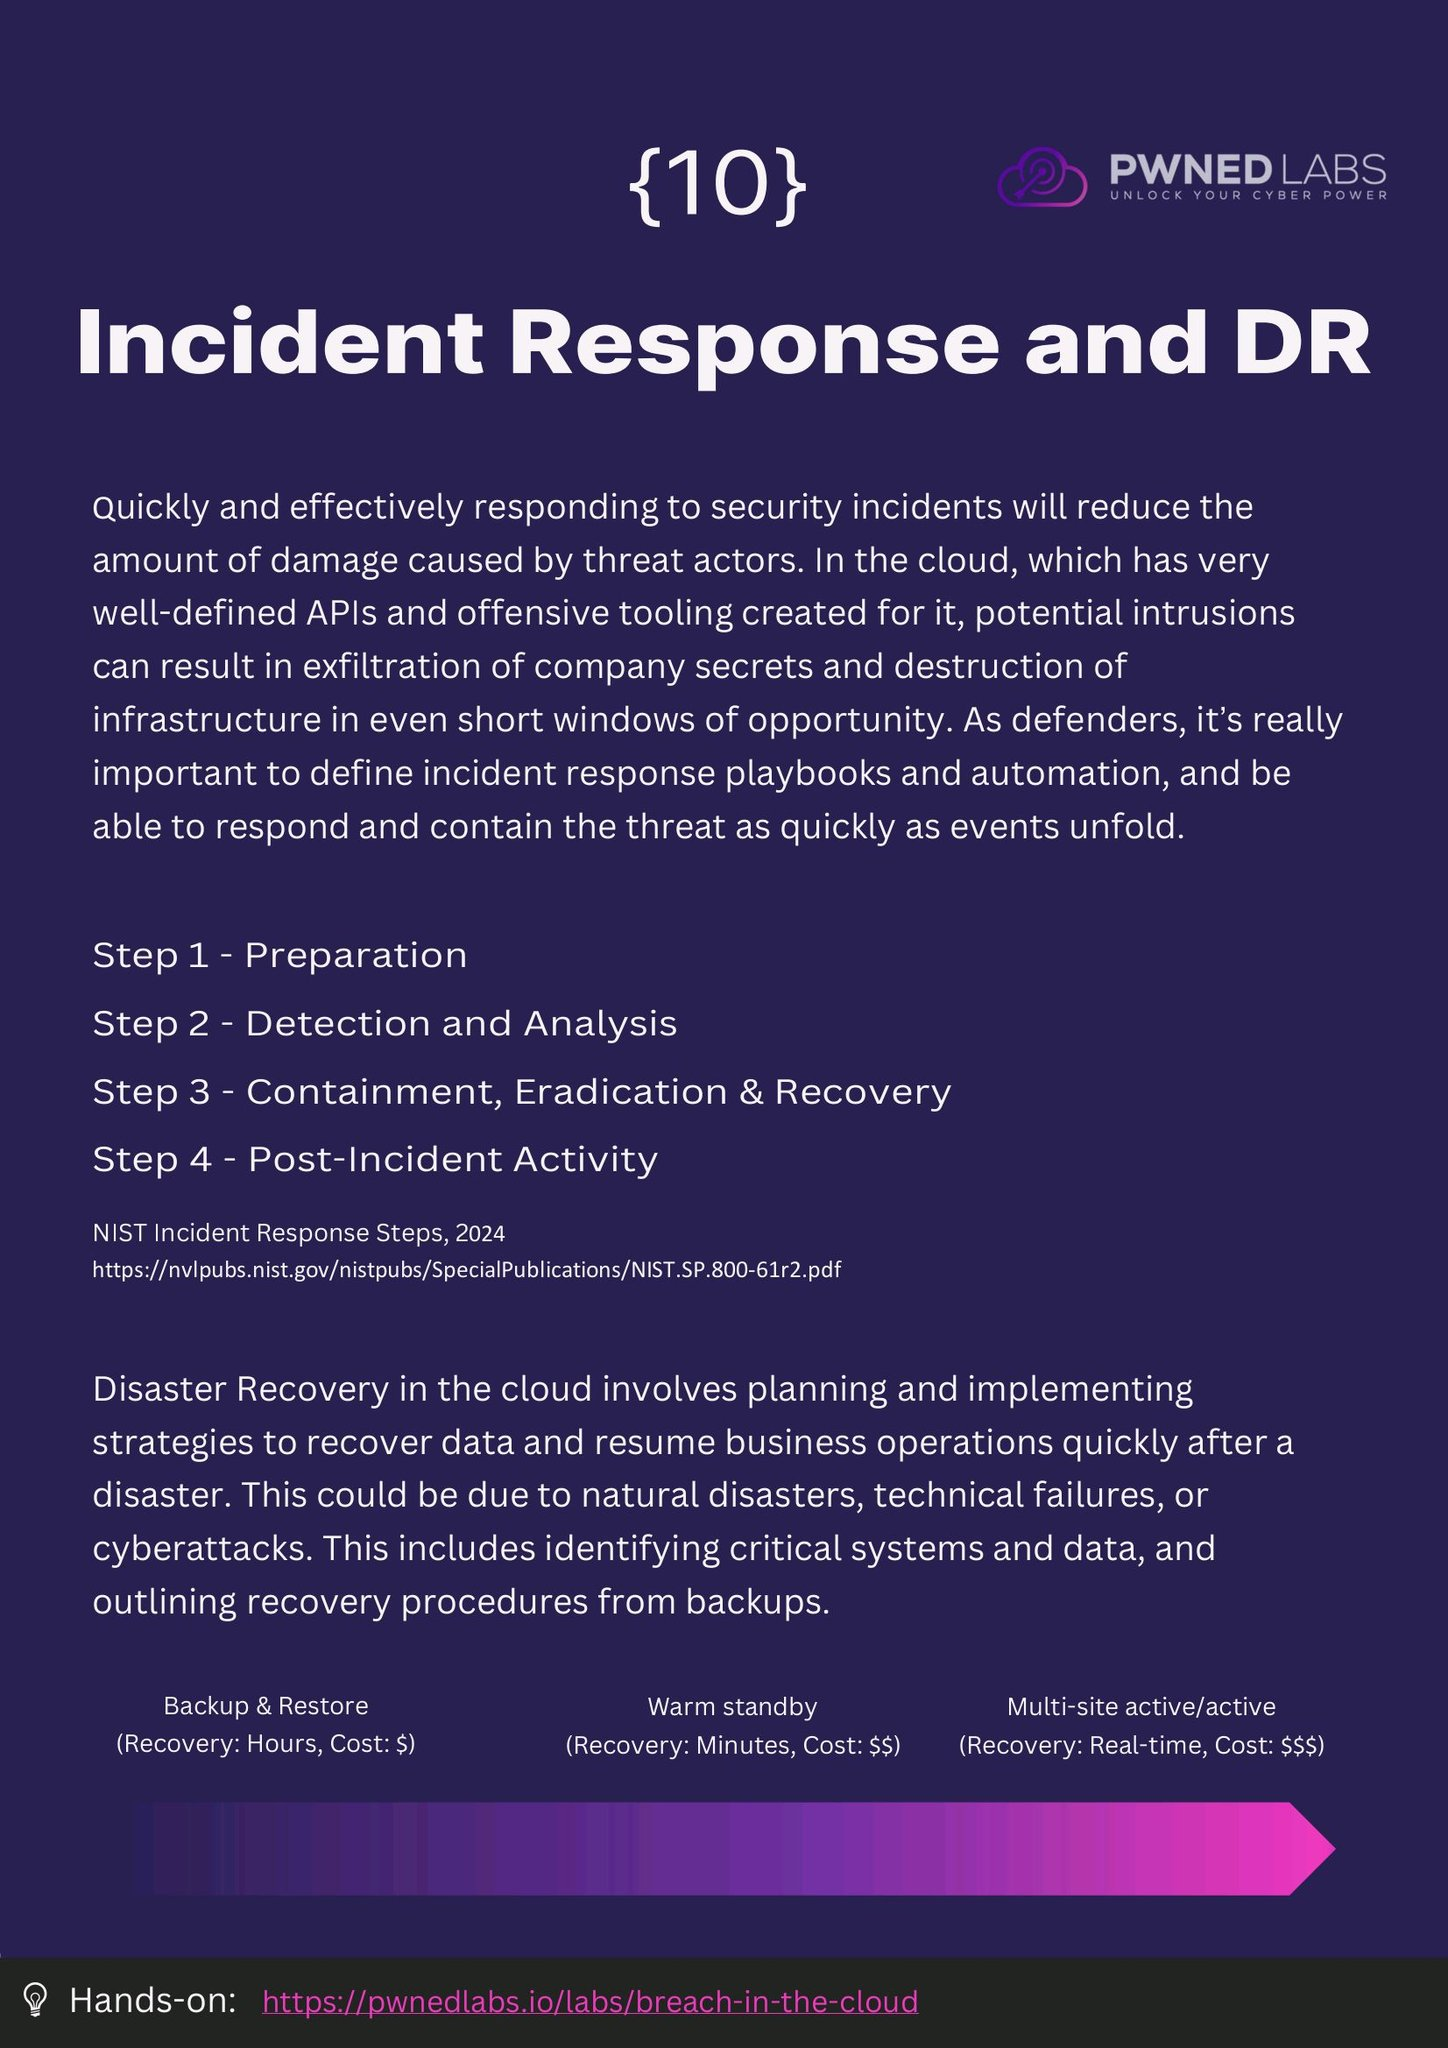 {10}
PWNED LABS
UNLOCK YOUR CYBER POWER
Incident Response and DR
Quickly and effectively responding to security incidents will reduce the
amount of damage caused by threat actors. In the cloud, which has very
well-defined APIs and offensive tooling created for it, potential intrusions
can result in exfiltration of company secrets and destruction of
infrastructure in even short windows of opportunity. As defenders, it’s really
important to define incident response playbooks and automation, and be
able to respond and contain the threat as quickly as events unfold.
Step 1 - Preparation
Step 2 - Detection and Analysis
Step 3 - Containment, Eradication & Recovery
Step 4 - Post-Incident Activity
NIST Incident Response Steps, 2024
https://nvlpubs.nist.gov/nistpubs/SpecialPublications/NIST.SP.800-61r2.pdf
Disaster Recovery in the cloud involves planning and implementing
strategies to recover data and resume business operations quickly after a
disaster. This could be due to natural disasters, technical failures, or
cyberattacks. This includes identifying critical systems and data, and
outlining recovery procedures from backups.
Backup & Restore
(Recovery: Hours, Cost: $)
Warm standby
(Recovery: Minutes, Cost: $$)
Multi-site active/active
(Recovery: Real-time, Cost: $$$)
Hands-on: https://pwnedlabs.io/labs/breach-in-the-cloud